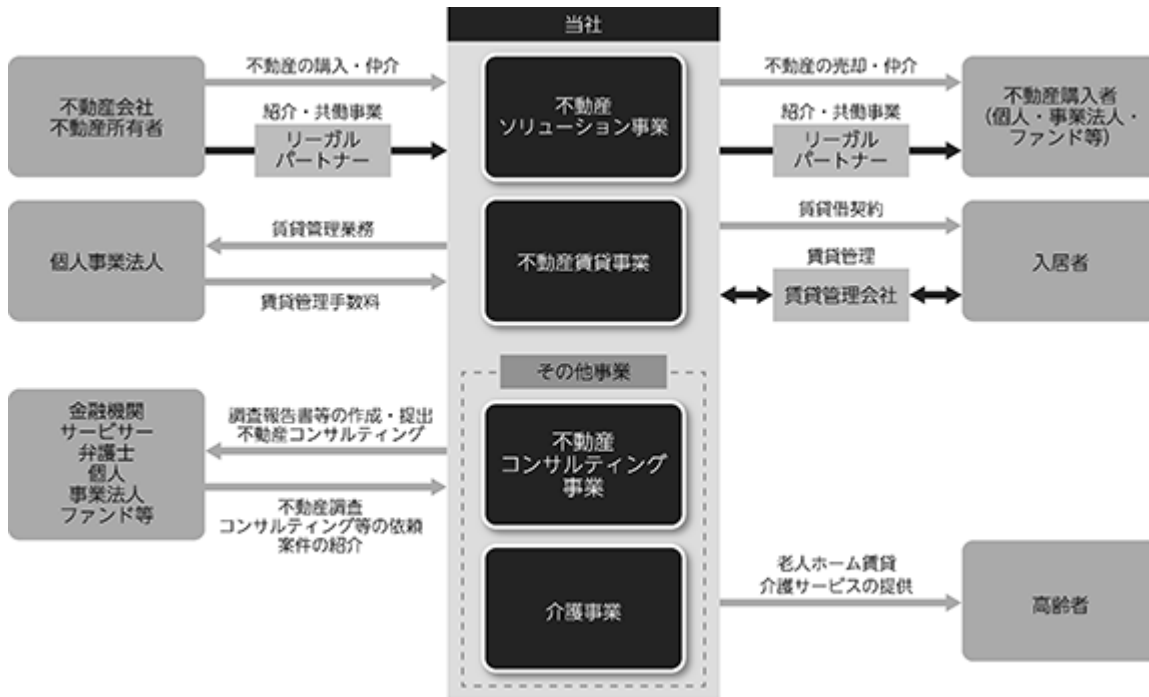 当社
不動産会社
不動産所有者
不動産の購入・仲介
紹介・共働事業
リーガル
パートナー
不動産
ソリューション事業
不動産の売却・仲介
紹介・共働事業
リーガル
パートナー
不動産購入者
（個人・事業法人・
ファンド等）
個人事業法人
賃貸管理業務
賃貸管理手数料
不動産賃貸事業
賃貸借契約
賃貸管理
賃貸管理会社
入居者
その他事業
金融機関
サービサー
弁護士
個人
事業法人
ファンド等
調査報告書等の作成・提出
不動産コンサルティング
不動産調査
コンサルティング等の依頼
案件の紹介
不動産
コンサルティング
事業
介護事業
老人ホーム賃貸
介護サービスの提供
高齢者